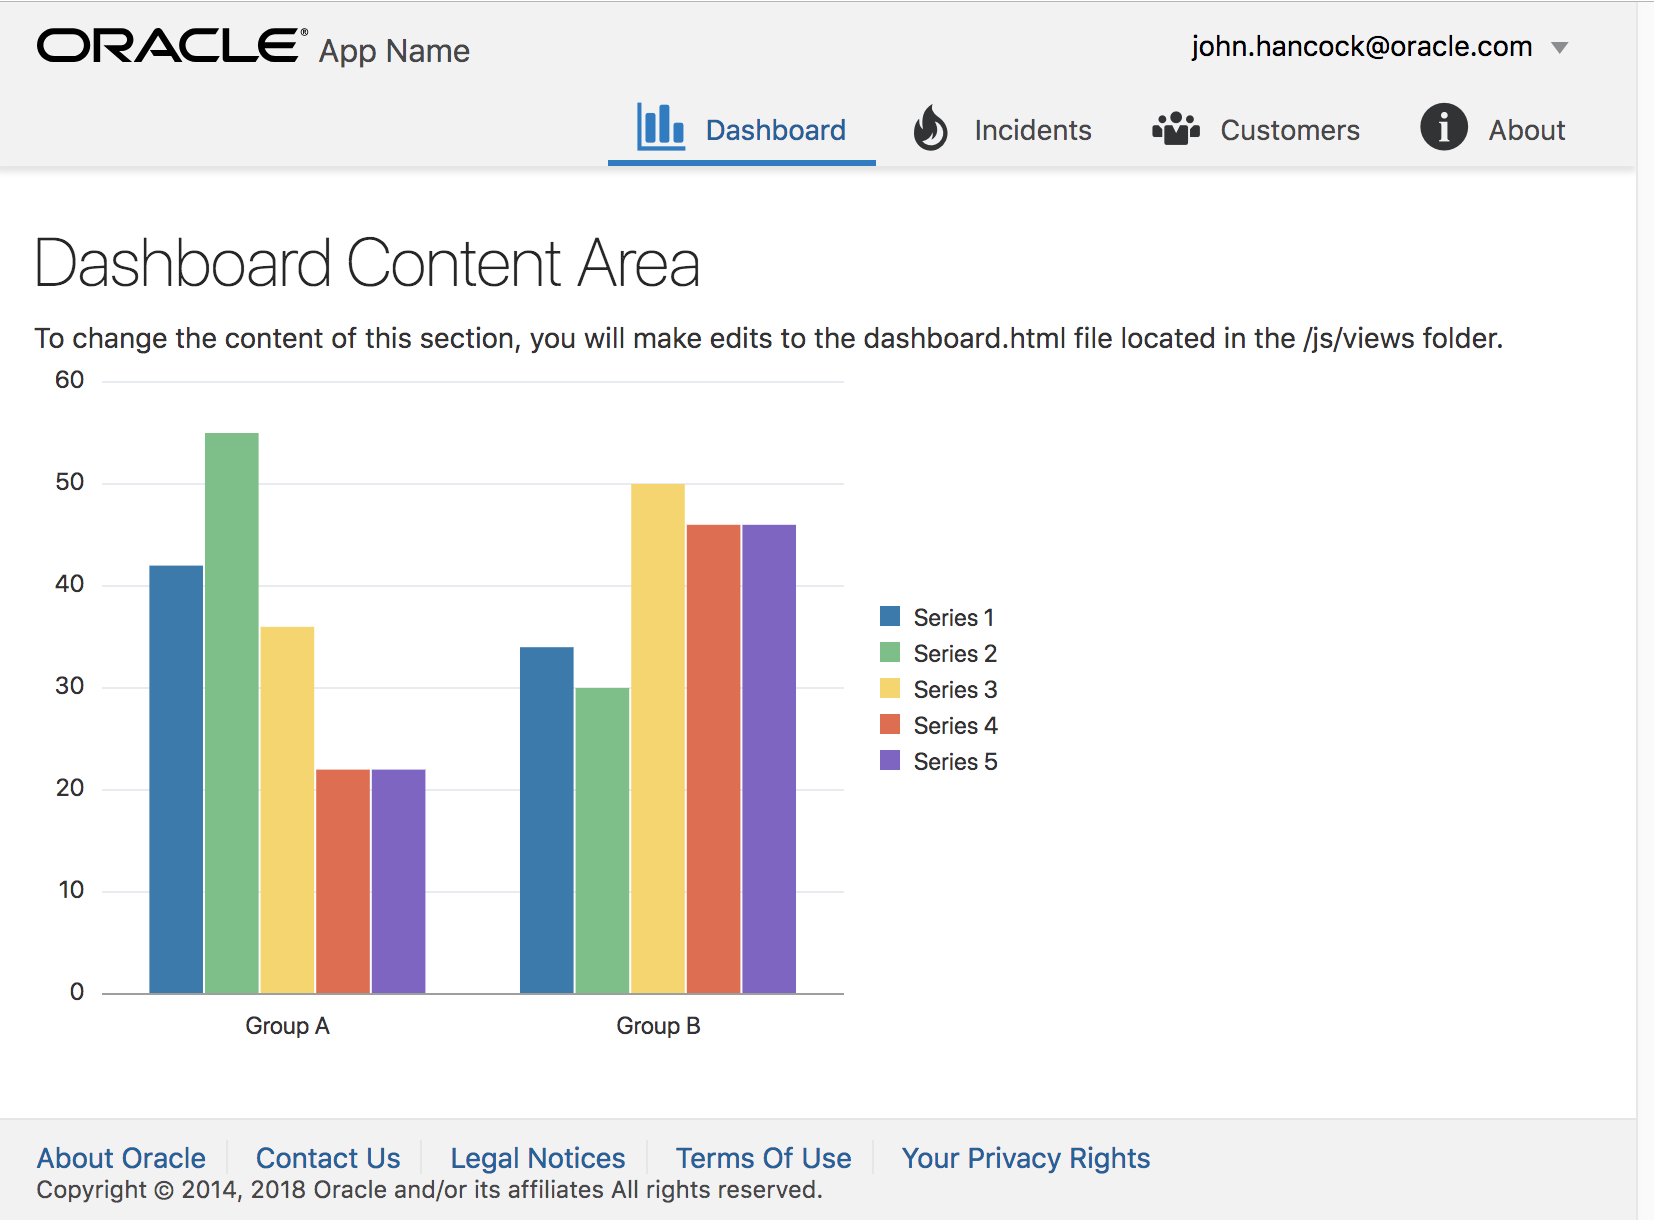 ORACLE® App Name
john.hancock@oracle.com
Dashboard
Incidents
Customers
About
Dashboard Content Area
To change the content of this section, you will make edits to the dashboard.html file located in the /js/views folder.
60
50
40
30
20
10
0
Group A
Group B
Series 1
Series 2
Series 3
Series 4
Series 5
About Oracle
Contact Us
Legal Notices
Terms Of Use
Your Privacy Rights
Copyright © 2014, 2018 Oracle and/or its affiliates All rights reserved.